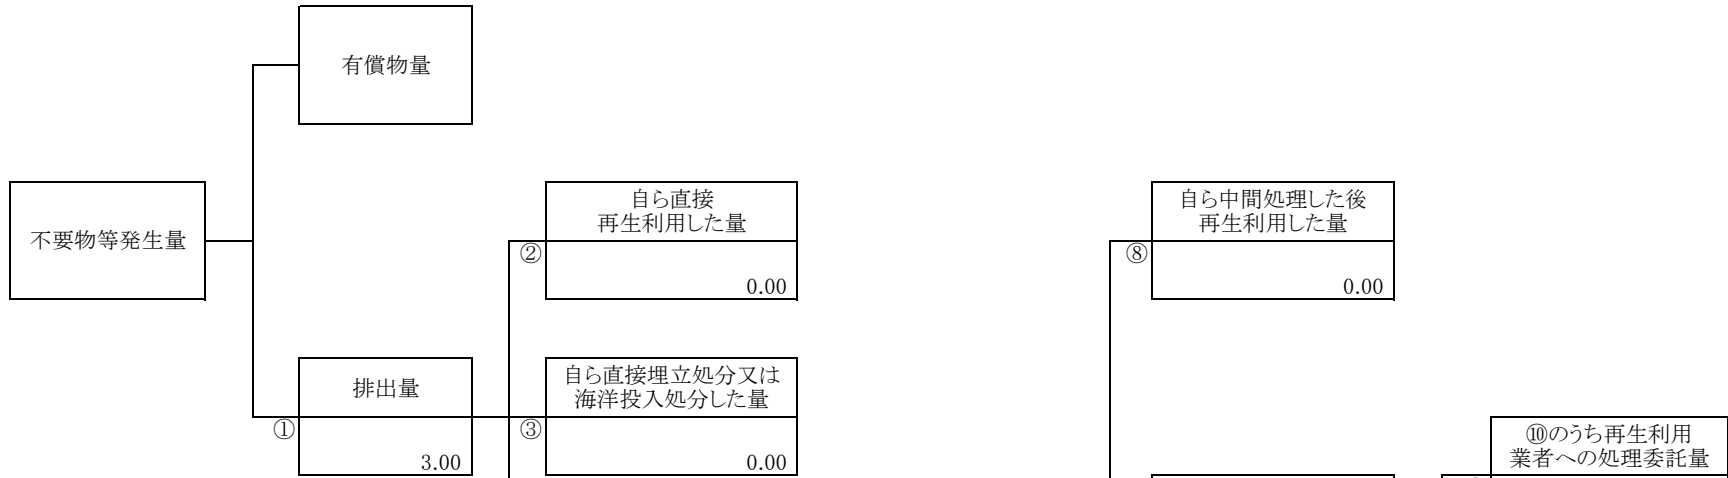 有償物量
不要物等発生量
自ら直接
再生利用した量
②
0.00
自ら中間処理した後
再生利用した量
⑧
0.00
排出量
①
3.00
自ら直接埋立処分又は
海洋投入処分した量
③
0.00
⑩のうち再生利用
業者への処理委託量